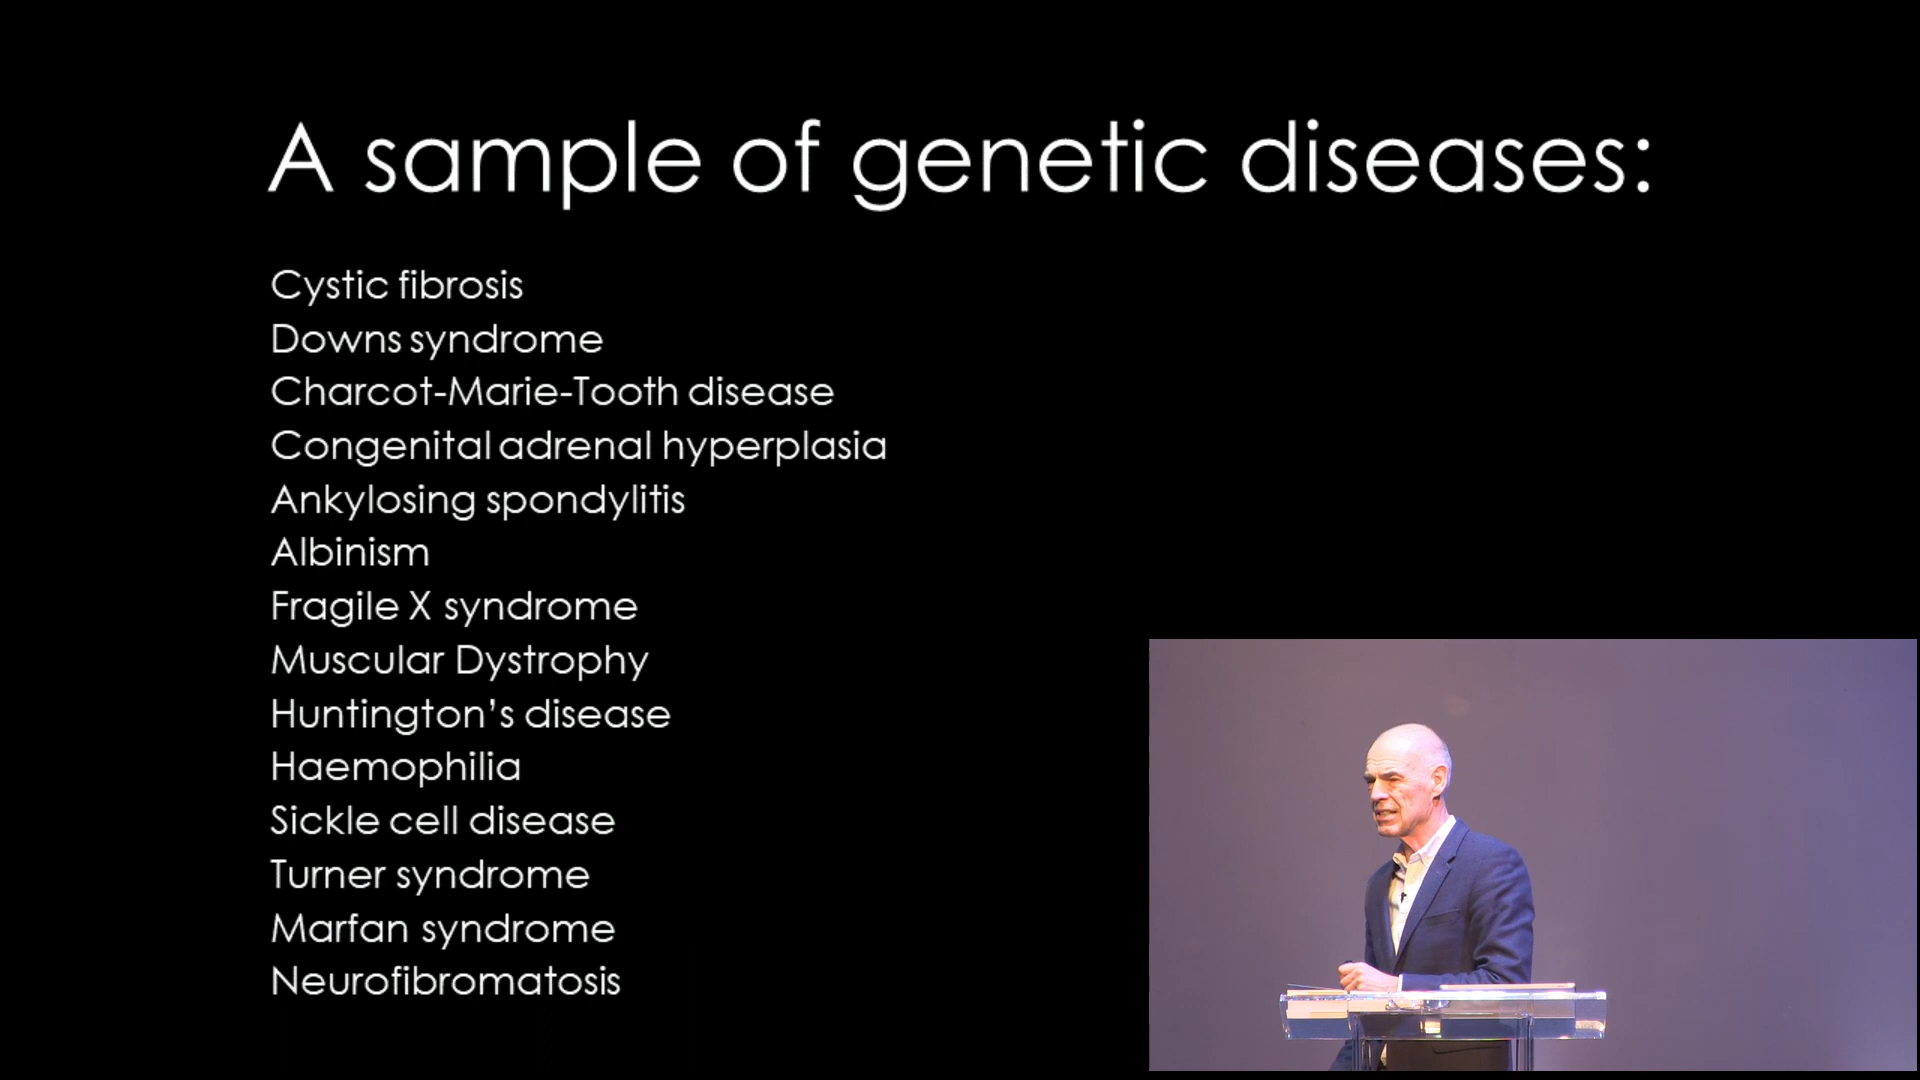 A sample of genetic diseases:
Cystic fibrosis
Downs syndrome
Charcot-Marie-Tooth disease
Congenital adrenal hyperplasia
Ankylosing spondylitis
Albinism
Fragile X syndrome
Muscular Dystrophy
Huntington’s disease
Haemophilia
Sickle cell disease
Turner syndrome
Marfan syndrome
Neurofibromatosis